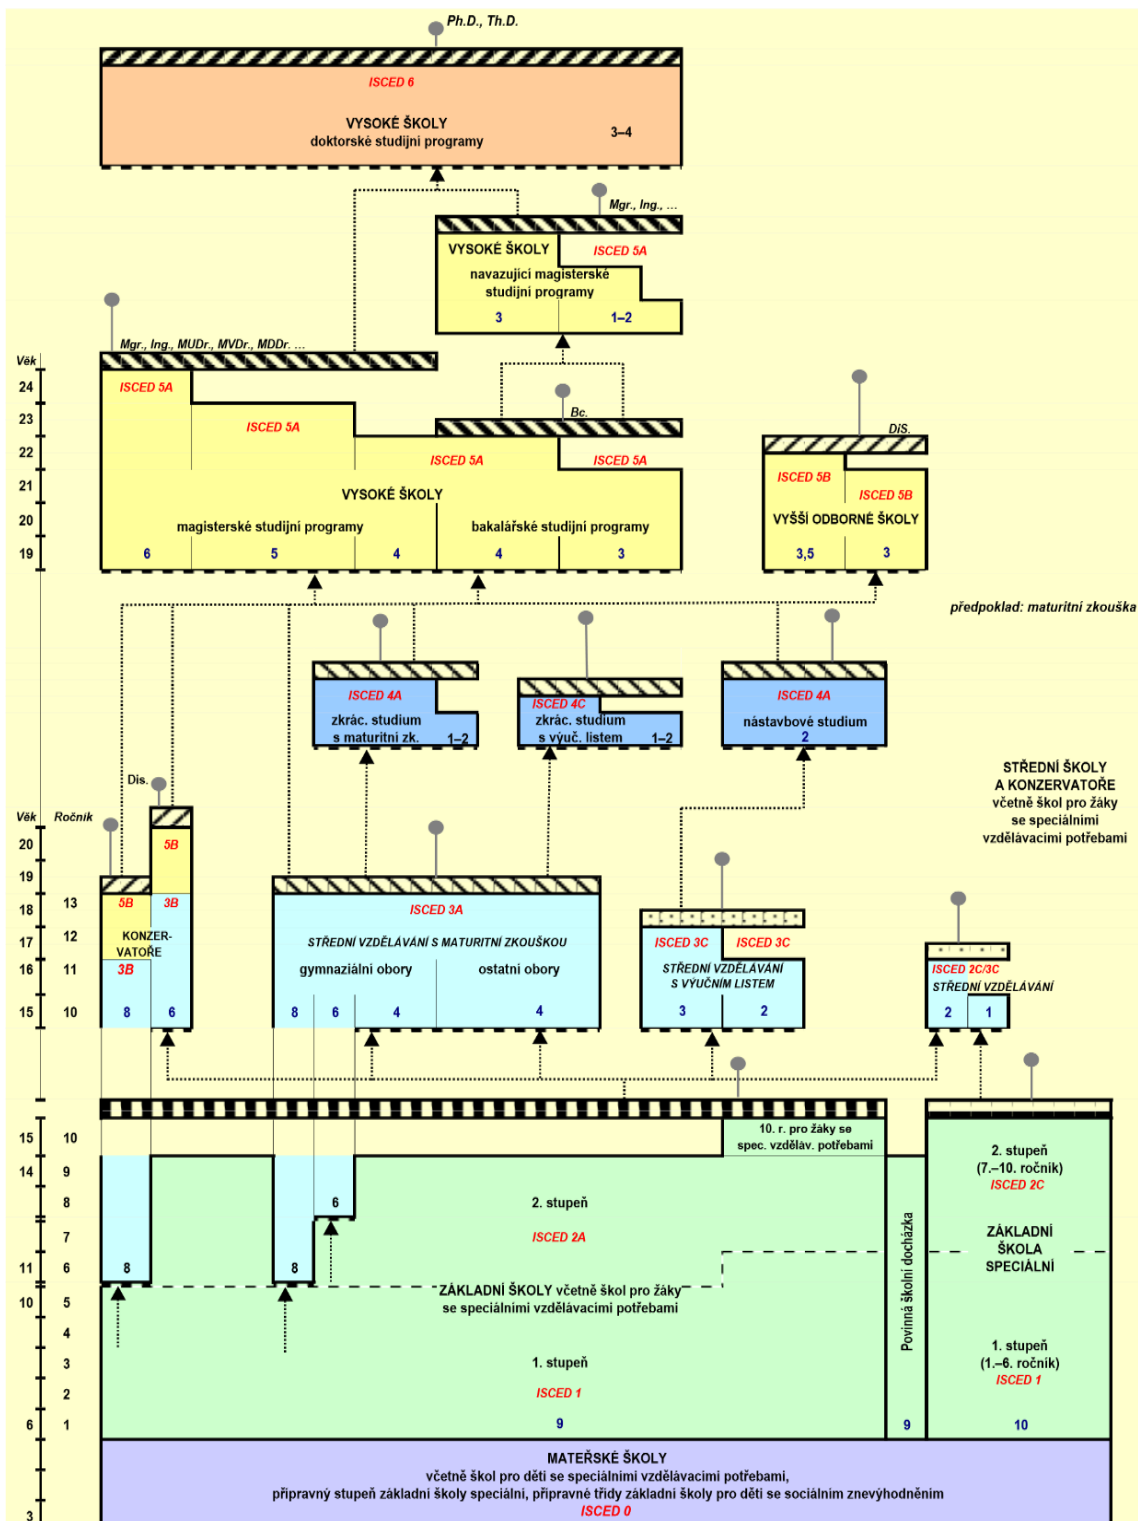 Ph.D., Th.D.
ISCED 6
VYSOKÉ ŠKOLY
doktorské studijní programy
3–4
Mgr., Ing., ...
VYSOKÉ ŠKOLY
ISCED 5A
navazující magisterské
studijní programy
3
1–2
Mgr., Ing., MUDr., MVDr., MDDr. ...
Věk
24
ISCED 5A
23
ISCED 5A
Bc.
DiS.
22
ISCED 5A
ISCED 5A
ISCED 5B
21
VYSOKÉ ŠKOLY
ISCED 5B
20
magisterské studijní programy
bakalářské studijní programy
VYŠŠÍ ODBORNÉ ŠKOLY
19
6
5
4
4
3
3,5
3
předpoklad: maturitní zkouška
ISCED 4A
zkrác. studium
s maturitní zk.
1–2
ISCED 4C
zkrác. studium
s výuč. listem
1–2
ISCED 4A
nástavbové studium
2
STŘEDNÍ ŠKOLY
A KONZERVATOŘE
včetně škol pro žáky
se speciálními
vzdělávacími potřebami
Dis.
Věk
Ročník
20
5B
19
18
13
5B
3B
ISCED 3A
17
12
KONZER-
VATOŘE
STŘEDNÍ VZDĚLÁVÁNÍ S MATURITNÍ ZKOUŠKOU
ISCED 3C
ISCED 3C
16
11
3B
gymnaziální obory
ostatní obory
STŘEDNÍ VZDĚLÁVÁNÍ
S VÝUČNÍM LISTEM
ISCED 2C/3C
STŘEDNÍ VZDĚLÁVÁNÍ
15
10
8
6
8
6
4
4
3
2
2
1
15
10
10. r. pro žáky se
spec. vzděláv. potřebami
14
9
8
6
2. stupeň
7
ISCED 2A
11
6
8
8
10
5
ZÁKLADNÍ ŠKOLY včetně škol pro žáky
se speciálními vzdělávacími potřebami
4
3
1. stupeň
2
ISCED 1
6
1
9
Povinná školní docházka
9
2. stupeň
(7.–10. ročník)
ISCED 2C
ZÁKLADNÍ
ŠKOLA
SPECIÁLNÍ
1. stupeň
(1.–6. ročník)
ISCED 1
10
MATEŘSKÉ ŠKOLY
včetně škol pro děti se speciálními vzdělávacími potřebami,
přípravný stupeň základní školy speciální, přípravné třídy základní školy pro děti se sociálním znevýhodněním
3
ISCED 0